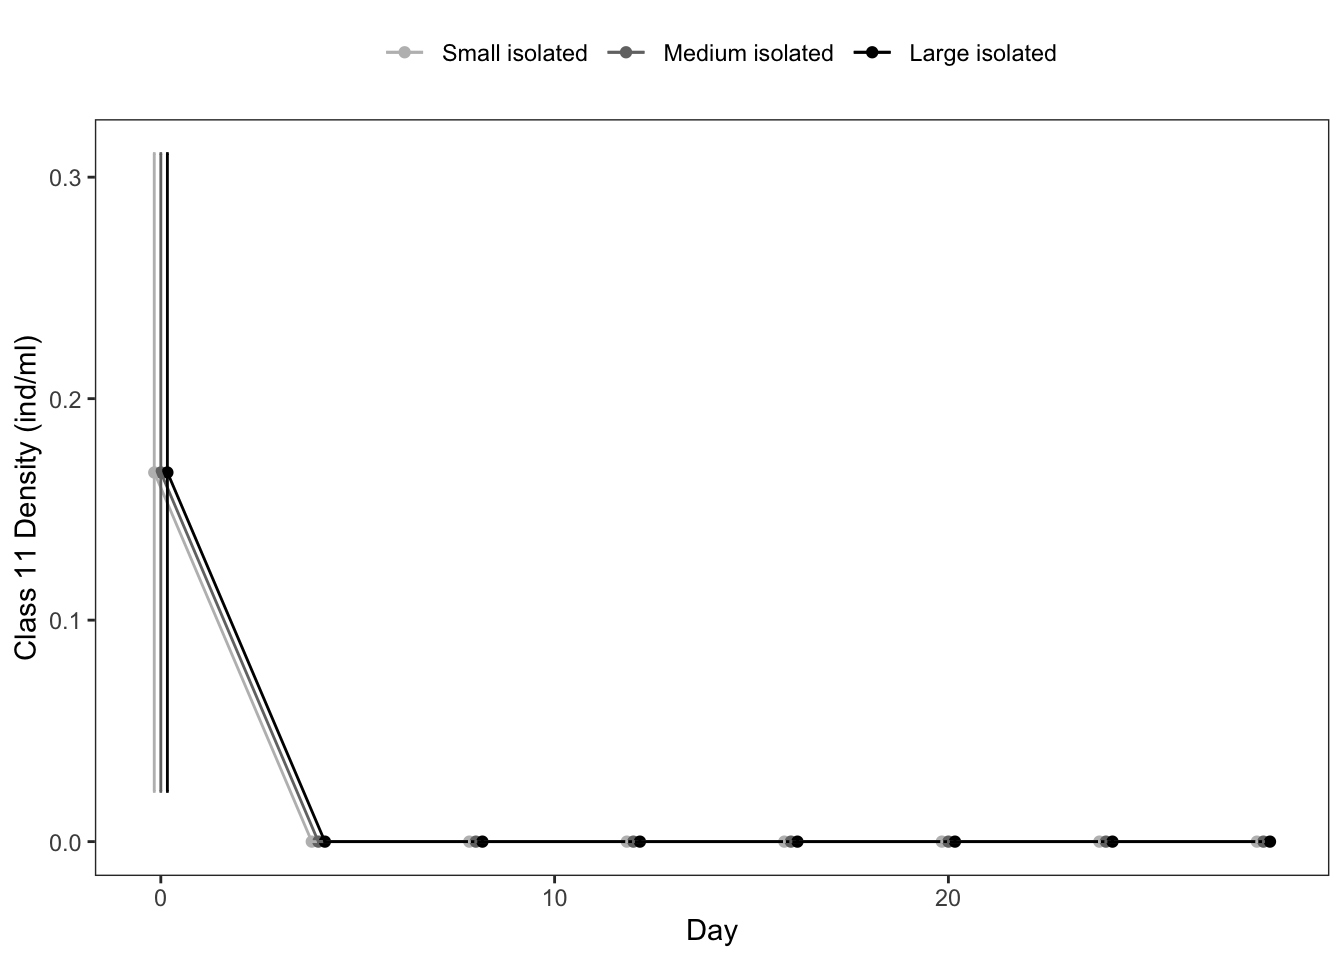 Small isolated Medium isolated Large isolated
0.3
0.2
0.1
0.0
Class 11 Density (ind/ml)
0 10 20
Day